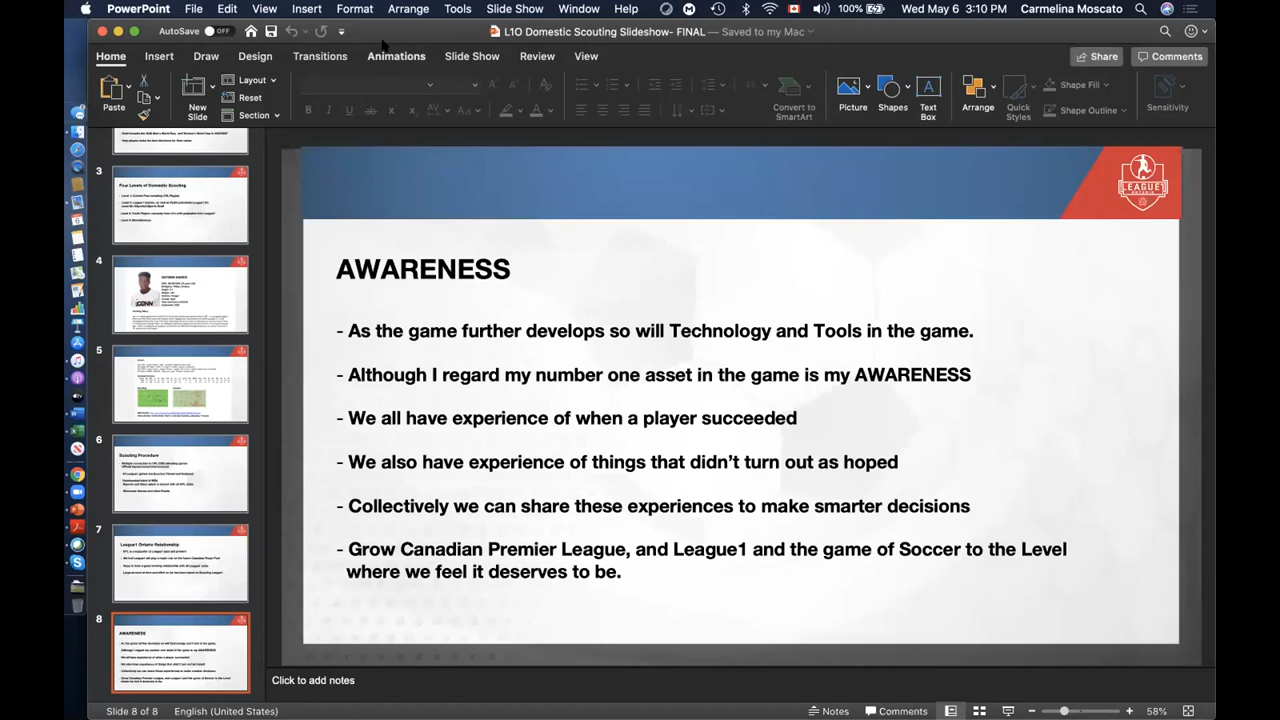 PowerPoint File Edit View Insert Format Arrange Tools Slide Show Window Help 100% Wed May 6 3:10 PM Carmelina Moscato
AutoSave OFF L1O Domestic Scouting Slideshow- FINAL — Saved to my Mac
Home Insert Draw Design Transitions Animations Slide Show Review View Share Comments
Paste New Slide Layout Reset Section Convert to SmartArt Picture Shapes Text Box Arrange Quick Styles Shape Fill Shape Outline Sensitivity
3
Four Levels of Domestic Scouting
4
UCONN
5
6
Scouting Procedure
7
League1 Ontario Relationship
8
AWARENESS
LEAGUE1
ONTARIO
AWARENESS
- As the game further develops so will Technology and Tools in the game.
- Although I regard my number one asset in the game is my AWARENESS
- We all have experience of when a player succeeded
- We also have experience of things that didn't turn out as hoped
- Collectively we can share these experiences to make smarter decisions
- Grow Canadian Premier League, and League1 and the game of Soccer to the Level
where we feel it deserves to be.
Click to add notes
Slide 8 of 8 English (United States) Notes Comments 58%